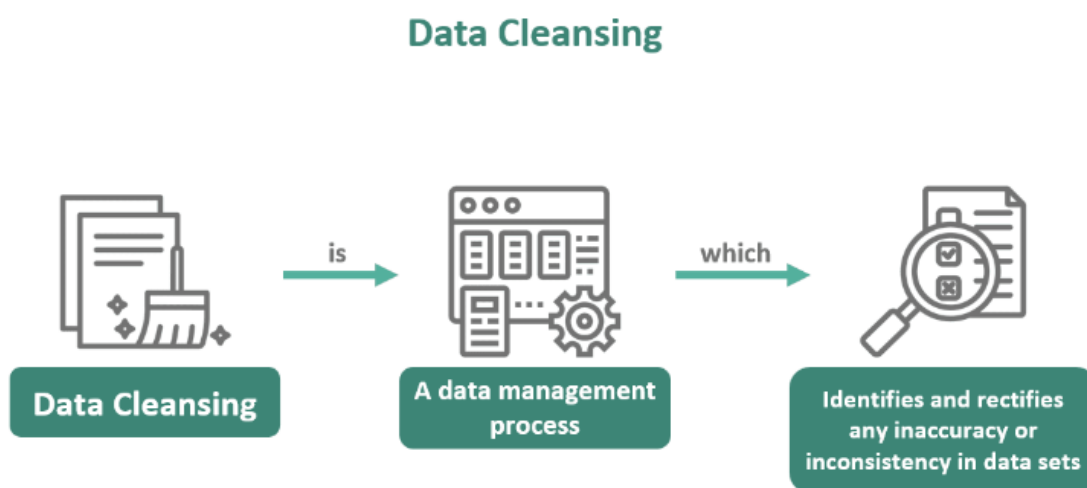 Data Cleansing
is
which
Data Cleansing
A data management
process
Identifies and rectifies
any inaccuracy or
inconsistency in data sets